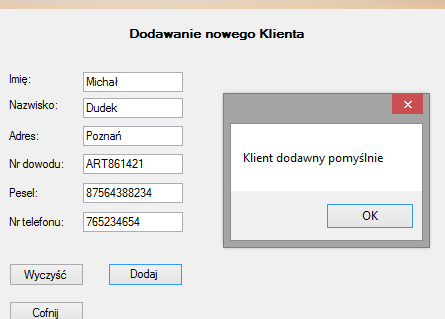 Dodawanie nowego Klienta
Imię: Michał
Nazwisko: Dudek
Adres: Poznań
Nr dowodu: ART861421
Pesel: 87564388234
Nr telefonu: 765234654
Wyczyść Dodaj
Cofnij
Klient dodawny pomyślnie
OK